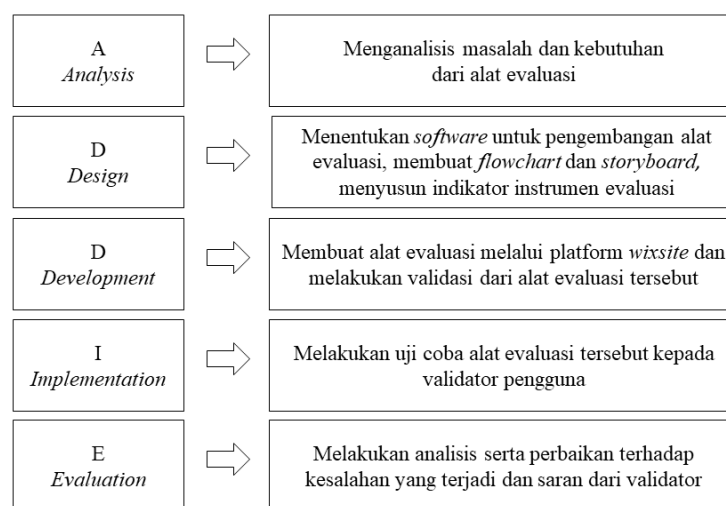 A
Analysis
Menganalisis masalah dan kebutuhan
dari alat evaluasi
D
Design
Menentukan software untuk pengembangan alat
evaluasi, membuat flowchart dan storyboard,
menyusun indikator instrumen evaluasi
D
Development
Membuat alat evaluasi melalui platform wixsite dan
melakukan validasi dari alat evaluasi tersebut
I
Implementation
Melakukan uji coba alat evaluasi tersebut kepada
validator pengguna
E
Evaluation
Melakukan analisis serta perbaikan terhadap
kesalahan yang terjadi dan saran dari validator